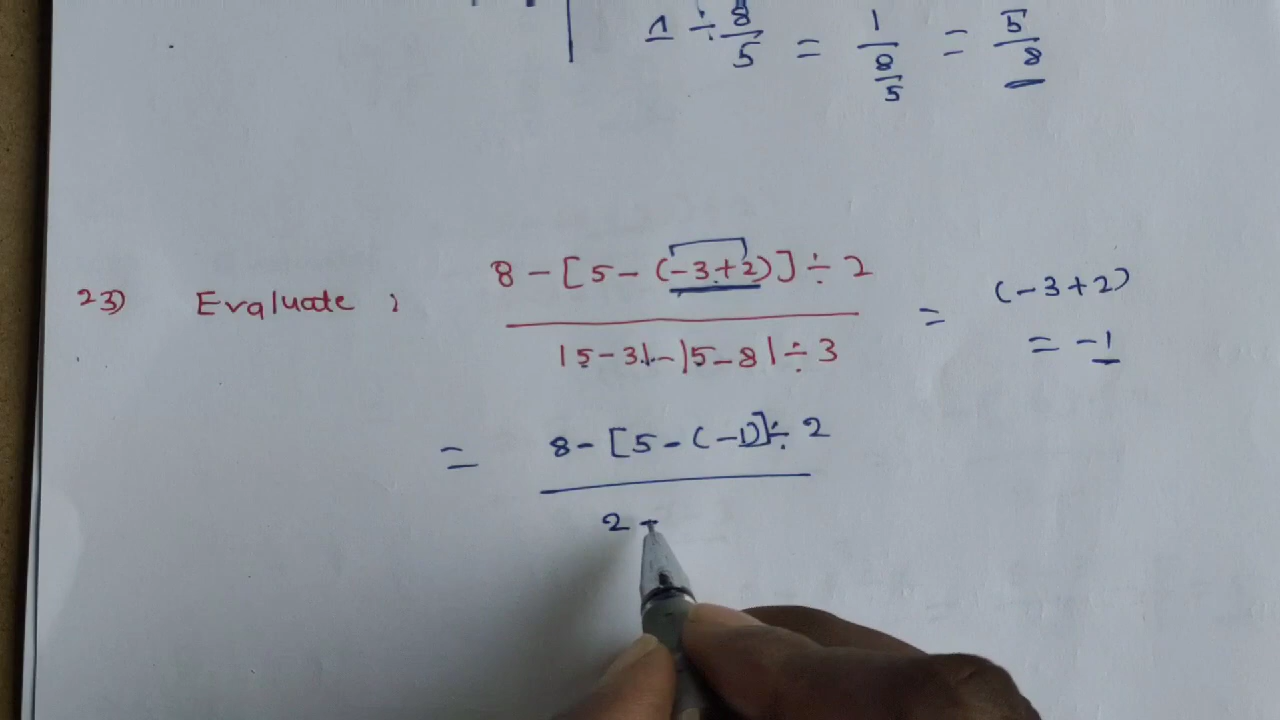 1 ÷ 8/5 = 1/(8/5) = 5/8
23) Evaluate : (8 - [5 - (-3+2)] ÷ 2) / (|5-3| - |5-8| ÷ 3) = (-3+2)
= -1
= (8 - [5 - (-1)] ÷ 2) / (2 -